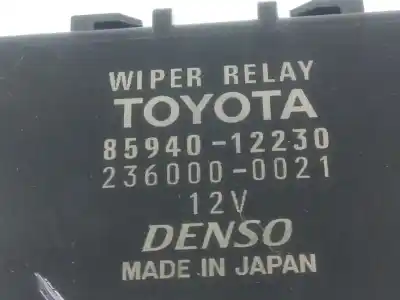 WIPER RELAY
TOYOTA
85940-12230
236000-0021
12V
DENSO
MADE IN JAPAN